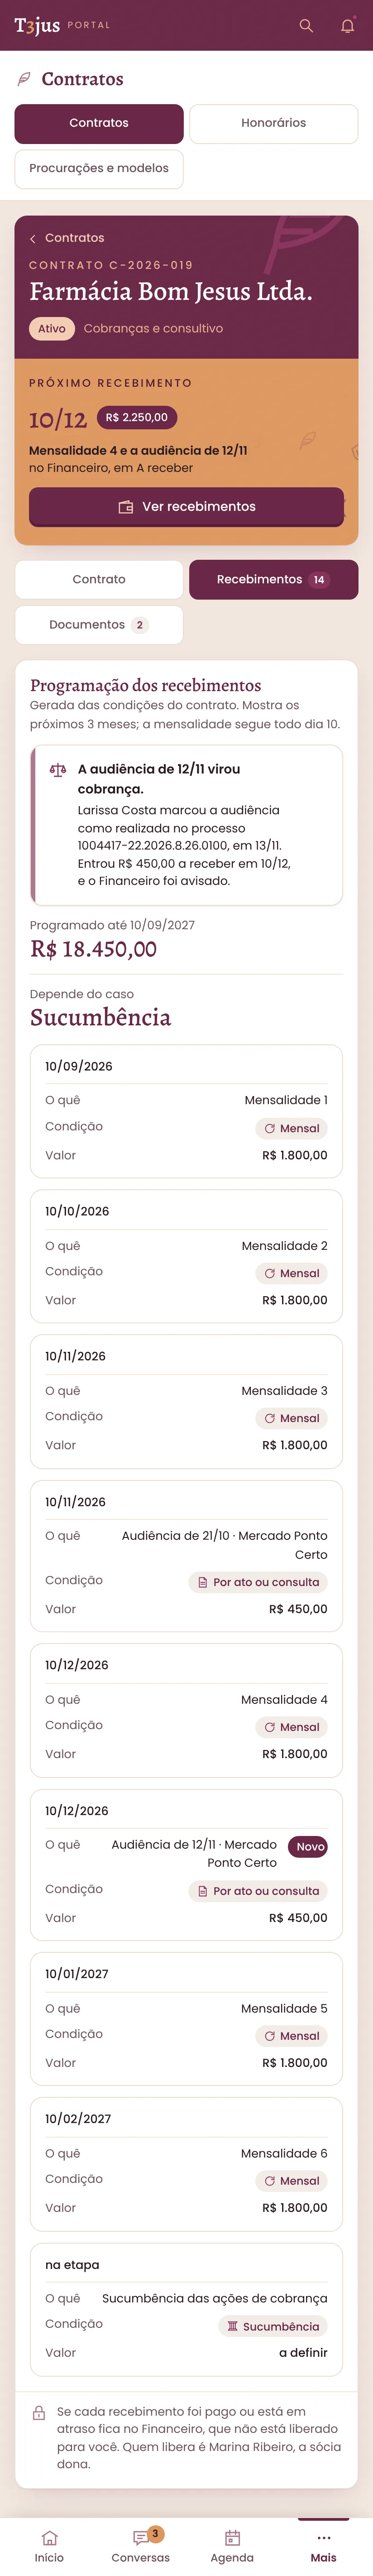 T3jus PORTAL
Contratos
Contratos
Honorários
Procurações e modelos
Contratos
CONTRATO C-2026-019
Farmácia Bom Jesus Ltda.
Ativo Cobranças e consultivo
PRÓXIMO RECEBIMENTO
10/12 R$ 2.250,00
Mensalidade 4 e a audiência de 12/11
no Financeiro, em A receber
Ver recebimentos
Contrato
Recebimentos 14
Documentos 2
Programação dos recebimentos
Gerada das condições do contrato. Mostra os
próximos 3 meses; a mensalidade segue todo dia 10.
A audiência de 12/11 virou
cobrança.
Larissa Costa marcou a audiência
como realizada no processo
1004417-22.2026.8.26.0100, em 13/11.
Entrou R$ 450,00 a receber em 10/12,
e o Financeiro foi avisado.
Programado até 10/09/2027
R$ 18.450,00
Depende do caso
Sucumbência
10/09/2026
O quê Mensalidade 1
Condição Mensal
Valor R$ 1.800,00
10/10/2026
O quê Mensalidade 2
Condição Mensal
Valor R$ 1.800,00
10/11/2026
O quê Mensalidade 3
Condição Mensal
Valor R$ 1.800,00
10/11/2026
O quê Audiência de 21/10 · Mercado Ponto
Certo
Condição Por ato ou consulta
Valor R$ 450,00
10/12/2026
O quê Mensalidade 4
Condição Mensal
Valor R$ 1.800,00
10/12/2026
O quê Audiência de 12/11 · Mercado Novo
Ponto Certo
Condição Por ato ou consulta
Valor R$ 450,00
10/01/2027
O quê Mensalidade 5
Condição Mensal
Valor R$ 1.800,00
10/02/2027
O quê Mensalidade 6
Condição Mensal
Valor R$ 1.800,00
na etapa
O quê Sucumbência das ações de cobrança
Condição Sucumbência
Valor a definir
Se cada recebimento foi pago ou está em
atraso fica no Financeiro, que não está liberado
para você. Quem libera é Marina Ribeiro, a sócia
dona.
3
Início Conversas Agenda Mais